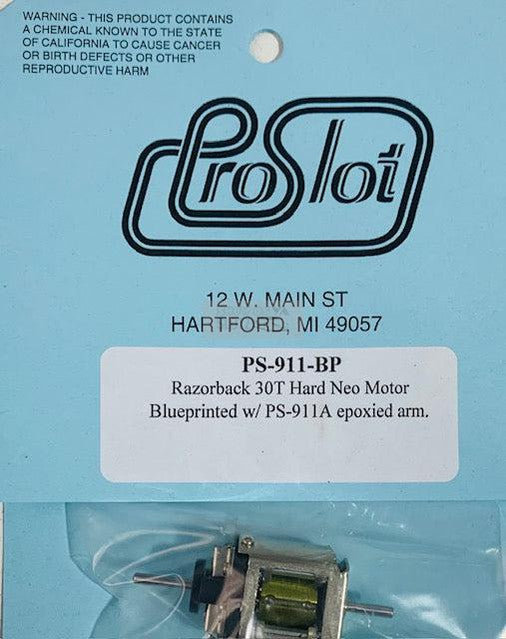 WARNING - THIS PRODUCT CONTAINS
A CHEMICAL KNOWN TO THE STATE
OF CALIFORNIA TO CAUSE CANCER
OR BIRTH DEFECTS OR OTHER
REPRODUCTIVE HARM
ProSlot
12 W. MAIN ST
HARTFORD, MI 49057
PS-911-BP
Razorback 30T Hard Neo Motor
Blueprinted w/ PS-911A epoxied arm.